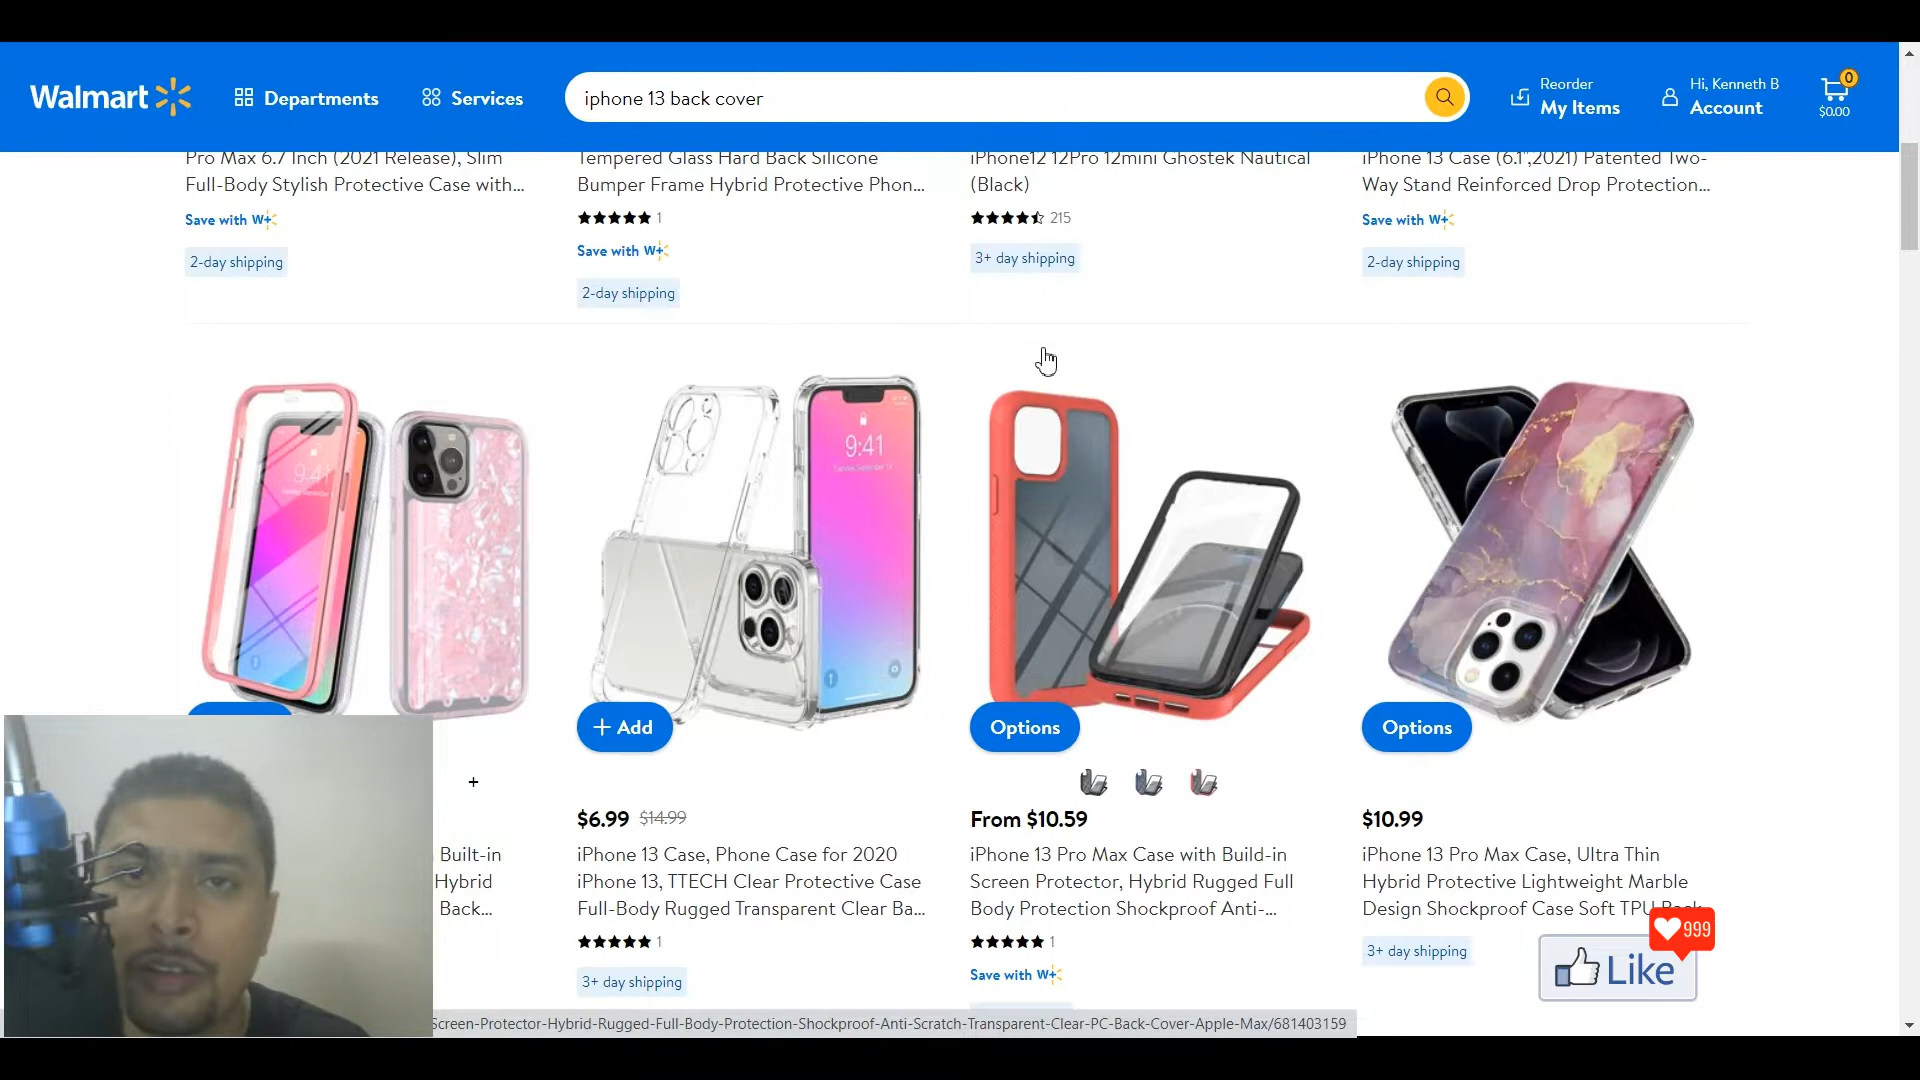 Walmart
Departments
Services
iphone 13 back cover
Reorder
My Items
Hi, Kenneth B
Account
0
$0.00
Pro Max 6.7 Inch (2021 Release), Slim
Full-Body Stylish Protective Case with...
Save with W+
2-day shipping
Tempered Glass Hard Back Silicone
Bumper Frame Hybrid Protective Phon...
1
Save with W+
2-day shipping
iPhone12 12Pro 12mini Ghostek Nautical
(Black)
215
3+ day shipping
iPhone 13 Case (6.1",2021) Patented Two-
Way Stand Reinforced Drop Protection...
Save with W+
2-day shipping
9:41
9:41
+ Add
Options
Options
+
Built-in
Hybrid
Back...
$6.99 $14.99
iPhone 13 Case, Phone Case for 2020
iPhone 13, TTECH Clear Protective Case
Full-Body Rugged Transparent Clear Ba...
1
3+ day shipping
From $10.59
iPhone 13 Pro Max Case with Build-in
Screen Protector, Hybrid Rugged Full
Body Protection Shockproof Anti-...
1
Save with W+
$10.99
iPhone 13 Pro Max Case, Ultra Thin
Hybrid Protective Lightweight Marble
Design Shockproof Case Soft TPU Back
3+ day shipping
999
Like
Screen-Protector-Hybrid-Rugged-Full-Body-Protection-Shockproof-Anti-Scratch-Transparent-Clear-PC-Back-Cover-Apple-Max/681403159